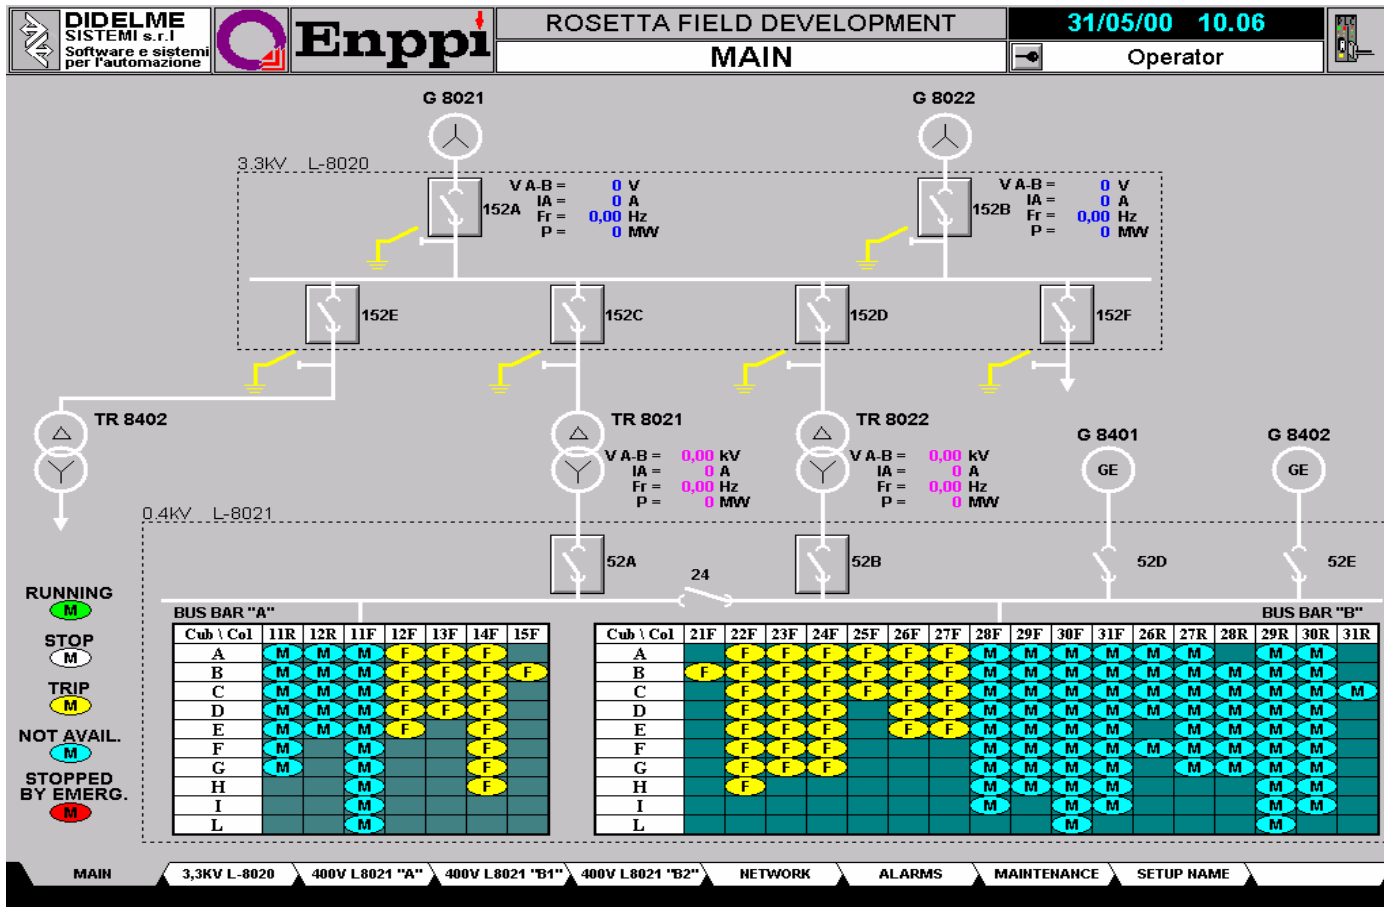 DIDELME
SISTEMI s.r.l
Software e sistemi
per l'automazione
Enppi
ROSETTA FIELD DEVELOPMENT
MAIN
31/05/00 10.06
Operator
PLC
G 8021
G 8022
3.3KV L-8020
152A
V A-B = 0 V
IA = 0 A
Fr = 0,00 Hz
P = 0 MW
152B
V A-B = 0 V
IA = 0 A
Fr = 0,00 Hz
P = 0 MW
152E
152C
152D
152F
TR 8402
TR 8021
V A-B = 0,00 kV
IA = 0 A
Fr = 0,00 Hz
P = 0 MW
TR 8022
V A-B = 0,00 kV
IA = 0 A
Fr = 0,00 Hz
P = 0 MW
G 8401
GE
G 8402
GE
0.4KV L-8021
52A
24
52B
52D
52E
RUNNING
M
STOP
M
TRIP
M
NOT AVAIL.
M
STOPPED
BY EMERG.
M
BUS BAR "A"
Cub \ Col 11R 12R 11F 12F 13F 14F 15F
A M M M F F F
B M M M F F F F
C M M M F F F
D M M M F F F
E M M M F F
F M M F
G M M F
H M F
I M
L M
BUS BAR "B"
Cub \ Col 21F 22F 23F 24F 25F 26F 27F 28F 29F 30F 31F 26R 27R 28R 29R 30R 31R
A F F F F F F M M M M M M M M
B F F F F F F F M M M M M M M M M
C F F F F F F M M M M M M M M M M
D F F F F F M M M M M M M M M
E F F F F F M M M M M M M M
F F F F M M M M M M M M M
G F F F M M M M M M M M
H F M M M M M M
I M M M M M
L M M
MAIN
3,3KV L-8020
400V L8021 "A"
400V L8021 "B1"
400V L8021 "B2"
NETWORK
ALARMS
MAINTENANCE
SETUP NAME